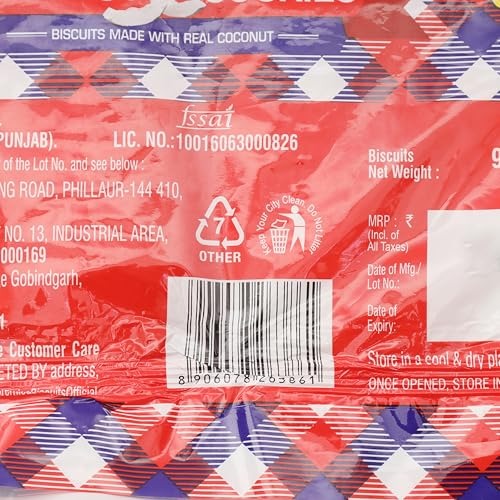 BISCUITS MADE WITH REAL COCONUT
fssai
PUNJAB).
LIC. NO.:10016063000826
of the Lot No. and see below :
NG ROAD, PHILLAUR-144 410,
NO. 13, INDUSTRIAL AREA,
000169
e Gobindgarh,
e Customer Care
CTED BY address,
7
OTHER
Keep Your City Clean, Do Not Litter
8 906078 263861
Biscuits
Net Weight :
MRP : ₹
(Incl. of
All Taxes)
Date of Mfg./
Lot No.:
Date of
Expiry:
Store in a cool & dry pla
ONCE OPENED, STORE IN